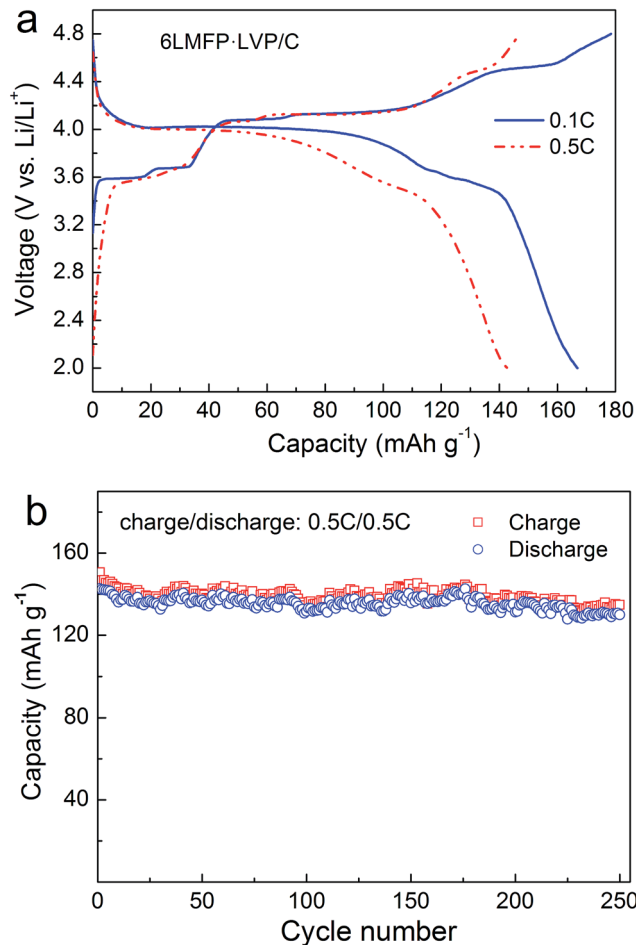 a
6LMFP·LVP/C
4.8
4.4
4.0
3.6
3.2
2.8
2.4
2.0
Voltage (V vs. Li/Li⁺)
0.1C
0.5C
0 20 40 60 80 100 120 140 160 180
Capacity (mAh g⁻¹)
b
charge/discharge: 0.5C/0.5C
Charge
Discharge
160
120
80
40
Capacity (mAh g⁻¹)
0 50 100 150 200 250
Cycle number